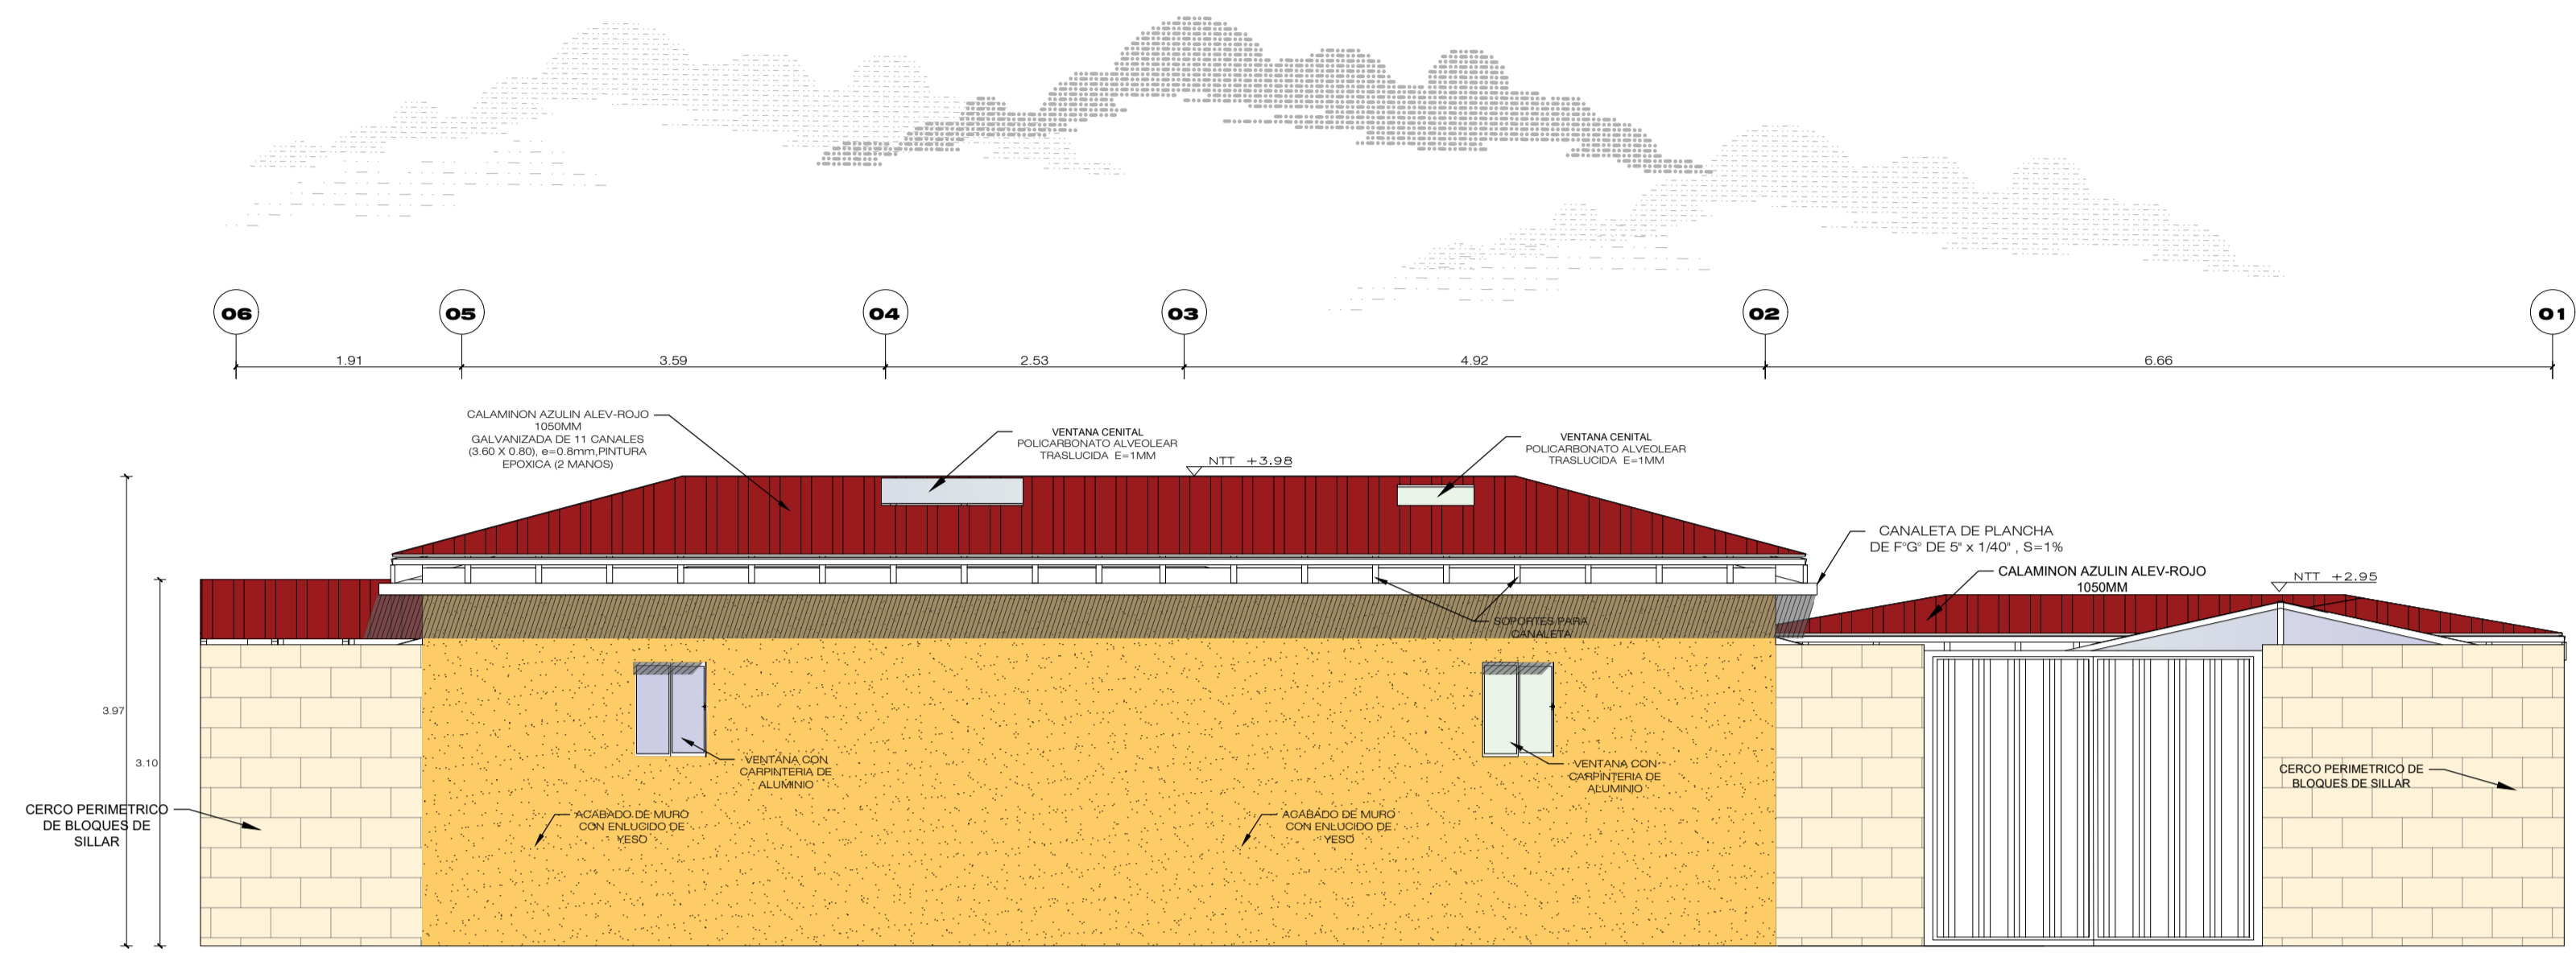 06
05
04
03
02
01
1.91
3.59
2.53
4.92
6.66
CALAMINON AZULIN ALEV-ROJO
1050MM
GALVANIZADA DE 11 CANALES
(3.60 X 0.80), e=0.8mm,PINTURA
EPOXICA (2 MANOS)
VENTANA CENITAL
POLICARBONATO ALVEOLEAR
TRASLUCIDA E=1MM
NTT +3.98
VENTANA CENITAL
POLICARBONATO ALVEOLEAR
TRASLUCIDA E=1MM
CANALETA DE PLANCHA
DE F°G° DE 5" x 1/40" , S=1%
CALAMINON AZULIN ALEV-ROJO
1050MM
NTT +2.95
SOPORTES PARA
CANALETA
3.97
3.10
VENTANA CON
CARPINTERIA DE
ALUMINIO
VENTANA CON
CARPINTERIA DE
ALUMINIO
CERCO PERIMETRICO DE
BLOQUES DE SILLAR
CERCO PERIMETRICO
DE BLOQUES DE
SILLAR
ACABADO DE MURO
CON ENLUCIDO DE
YESO
ACABADO DE MURO
CON ENLUCIDO DE
YESO